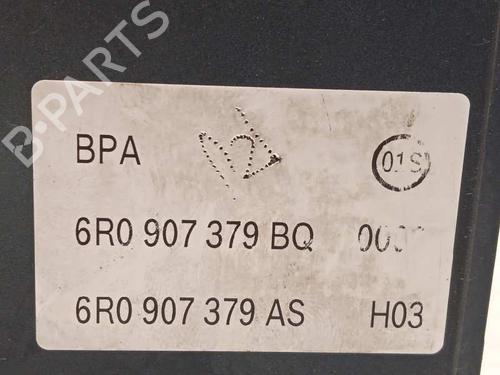 B-PARTS
BPA
01S
6R0 907 379 BQ
6R0 907 379 AS H03